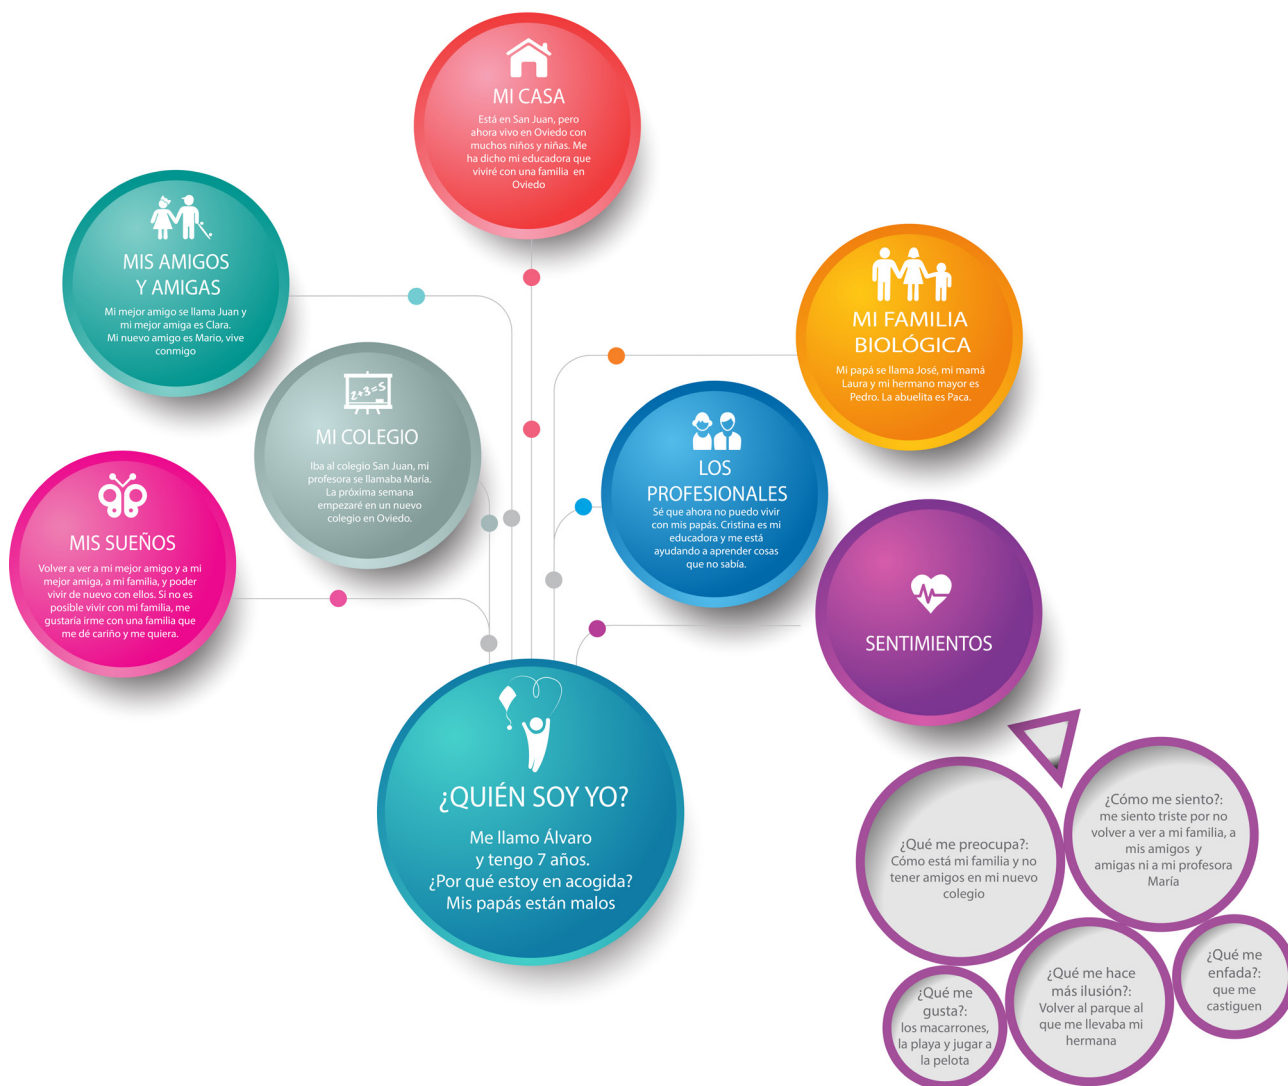 MI CASA
Está en San Juan, pero
ahora vivo en Oviedo con
muchos niños y niñas. Me
ha dicho mi educadora que
viviré con una familia en
Oviedo
MIS AMIGOS
Y AMIGAS
Mi mejor amigo se llama Juan y
mi mejor amiga es Clara.
Mi nuevo amigo es Mario, vive
conmigo
MI FAMILIA
BIOLÓGICA
Mi papá se llama José, mi mamá
Laura y mi hermano mayor es
Pedro. La abuelita es Paca.
2+3=5
MI COLEGIO
Iba al colegio San Juan, mi
profesora se llamaba María.
La próxima semana
empezaré en un nuevo
colegio en Oviedo.
LOS
PROFESIONALES
Sé que ahora no puedo vivir
con mis papás. Cristina es mi
educadora y me está
ayudando a aprender cosas
que no sabía.
MIS SUEÑOS
Volver a ver a mi mejor amigo y a mi
mejor amiga, a mi familia, y poder
vivir de nuevo con ellos. Si no es
posible vivir con mi familia, me
gustaría irme con una familia que
me dé cariño y me quiera.
SENTIMIENTOS
¿QUIÉN SOY YO?
Me llamo Álvaro
y tengo 7 años.
¿Por qué estoy en acogida?
Mis papás están malos
¿Qué me preocupa?:
Cómo está mi familia y no
tener amigos en mi nuevo
colegio
¿Cómo me siento?:
me siento triste por no
volver a ver a mi familia, a
mis amigos y
amigas ni a mi profesora
María
¿Qué me
gusta?:
los macarrones,
la playa y jugar a
la pelota
¿Qué me hace
más ilusión?:
Volver al parque al
que me llevaba mi
hermana
¿Qué me
enfada?:
que me
castiguen